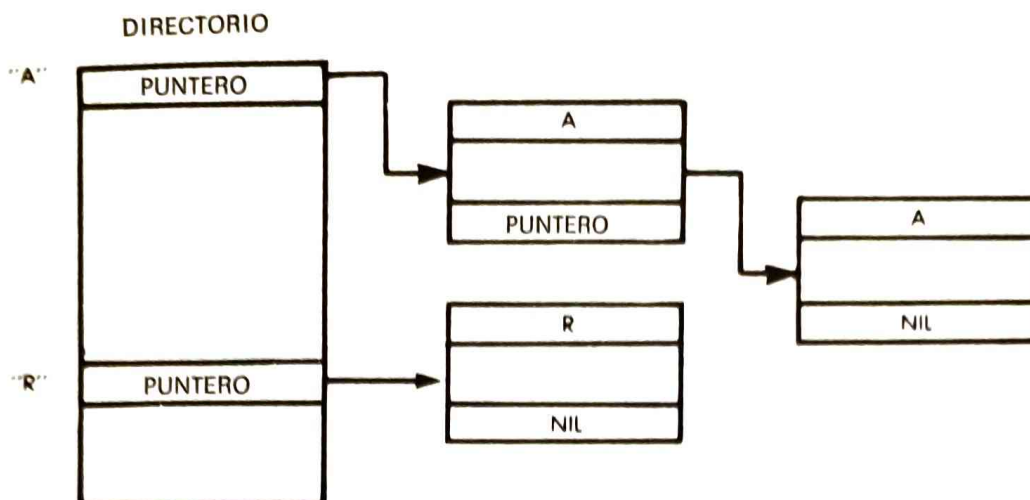 DIRECTORIO
"A"
PUNTERO
A
PUNTERO
A
NIL
"R"
PUNTERO
R
NIL